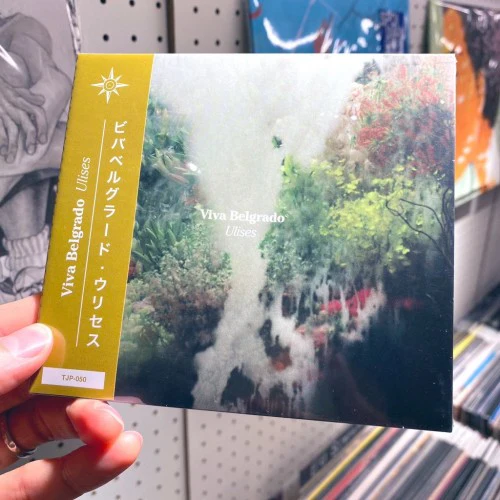 ビバベルグラード・ウリセス
Viva Belgrado Ulises
TJP-050
Viva Belgrado
Ulises